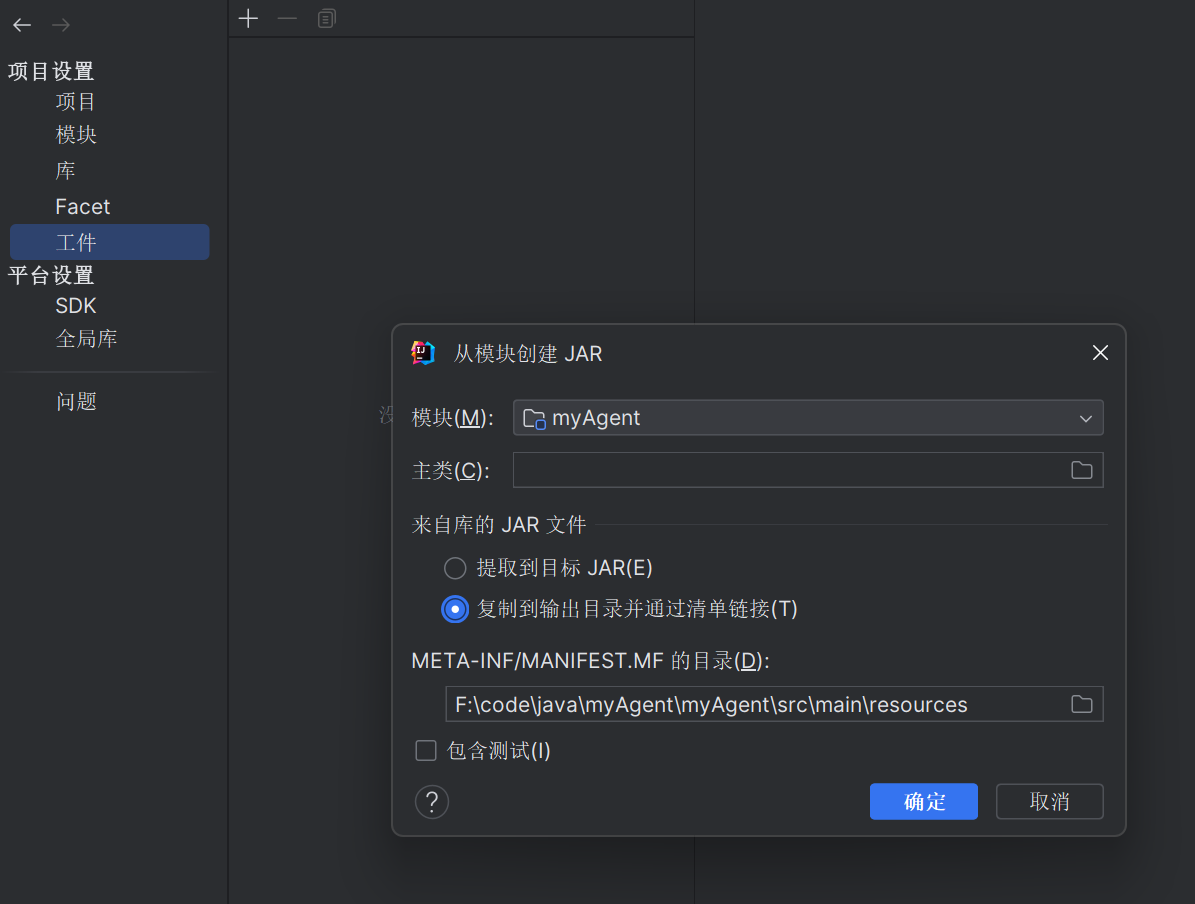 项目设置
项目
模块
库
Facet
工件
平台设置
SDK
全局库
问题
没
从模块创建 JAR
模块(M):
myAgent
主类(C):
来自库的 JAR 文件
提取到目标 JAR(E)
复制到输出目录并通过清单链接(T)
META-INF/MANIFEST.MF 的目录(D):
F:\code\java\myAgent\myAgent\src\main\resources
包含测试(I)
?
确定
取消